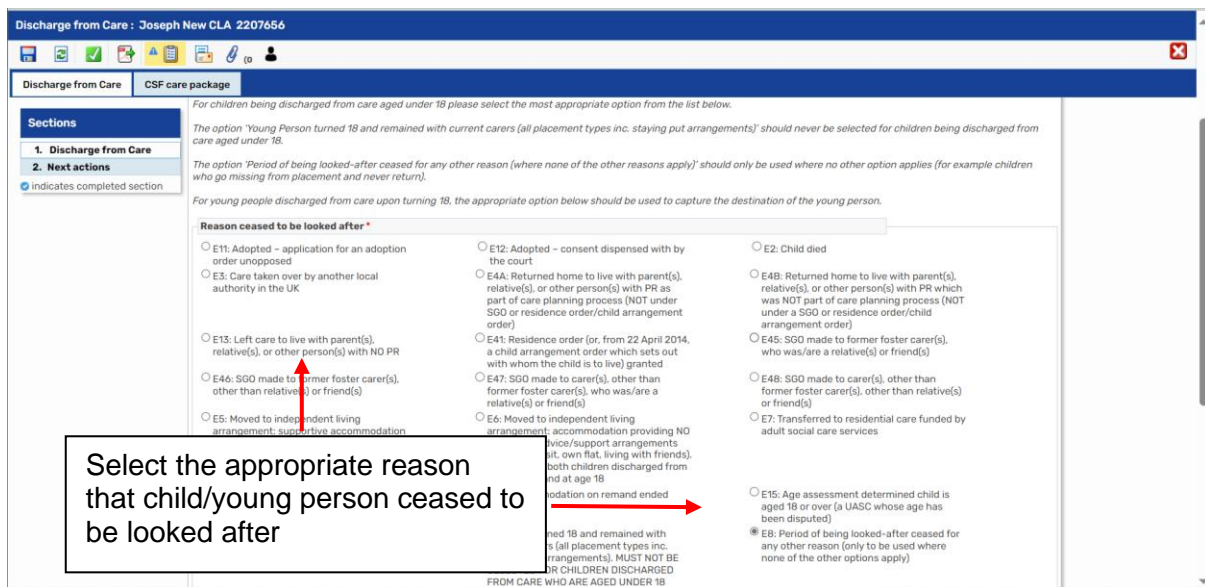 Discharge from Care : Joseph New CLA 2207656
(0
Discharge from Care
CSF care package
Sections
1. Discharge from Care
2. Next actions
indicates completed section
For children being discharged from care aged under 18 please select the most appropriate option from the list below.
The option 'Young Person turned 18 and remained with current carers (all placement types inc. staying put arrangements)' should never be selected for children being discharged from
care aged under 18.
The option 'Period of being looked-after ceased for any other reason (where none of the other reasons apply)' should only be used where no other option applies (for example children
who go missing from placement and never return).
For young people discharged from care upon turning 18, the appropriate option below should be used to capture the destination of the young person.
Reason ceased to be looked after *
E11: Adopted – application for an adoption
order unopposed
E12: Adopted – consent dispensed with by
the court
E2: Child died
E3: Care taken over by another local
authority in the UK
E4A: Returned home to live with parent(s),
relative(s), or other person(s) with PR as
part of care planning process (NOT under
SGO or residence order/child arrangement
order)
E4B: Returned home to live with parent(s),
relative(s), or other person(s) with PR which
was NOT part of care planning process (NOT
under a SGO or residence order/child
arrangement order)
E13: Left care to live with parent(s),
relative(s), or other person(s) with NO PR
E41: Residence order (or, from 22 April 2014,
a child arrangement order which sets out
with whom the child is to live) granted
E45: SGO made to former foster carer(s),
who was/are a relative(s) or friend(s)
E46: SGO made to former foster carer(s),
other than relative(s) or friend(s)
E47: SGO made to carer(s), other than
former foster carer(s), who was/are a
relative(s) or friend(s)
E48: SGO made to carer(s), other than
former foster carer(s), other than relative(s)
or friend(s)
E5: Moved to independent living
arrangement: supportive accommodation
E6: Moved to independent living
arrangement: accommodation providing NO
dvice/support arrangements
sit, own flat, living with friends).
both children discharged from
nd at age 18
E7: Transferred to residential care funded by
adult social care services
odation on remand ended
E15: Age assessment determined child is
aged 18 or over (a UASC whose age has
been disputed)
ned 18 and remained with
s (all placement types inc.
rrangements). MUST NOT BE
OR CHILDREN DISCHARGED
FROM CARE WHO ARE AGED UNDER 18
E8: Period of being looked-after ceased for
any other reason (only to be used where
none of the other options apply)
Select the appropriate reason
that child/young person ceased to
be looked after